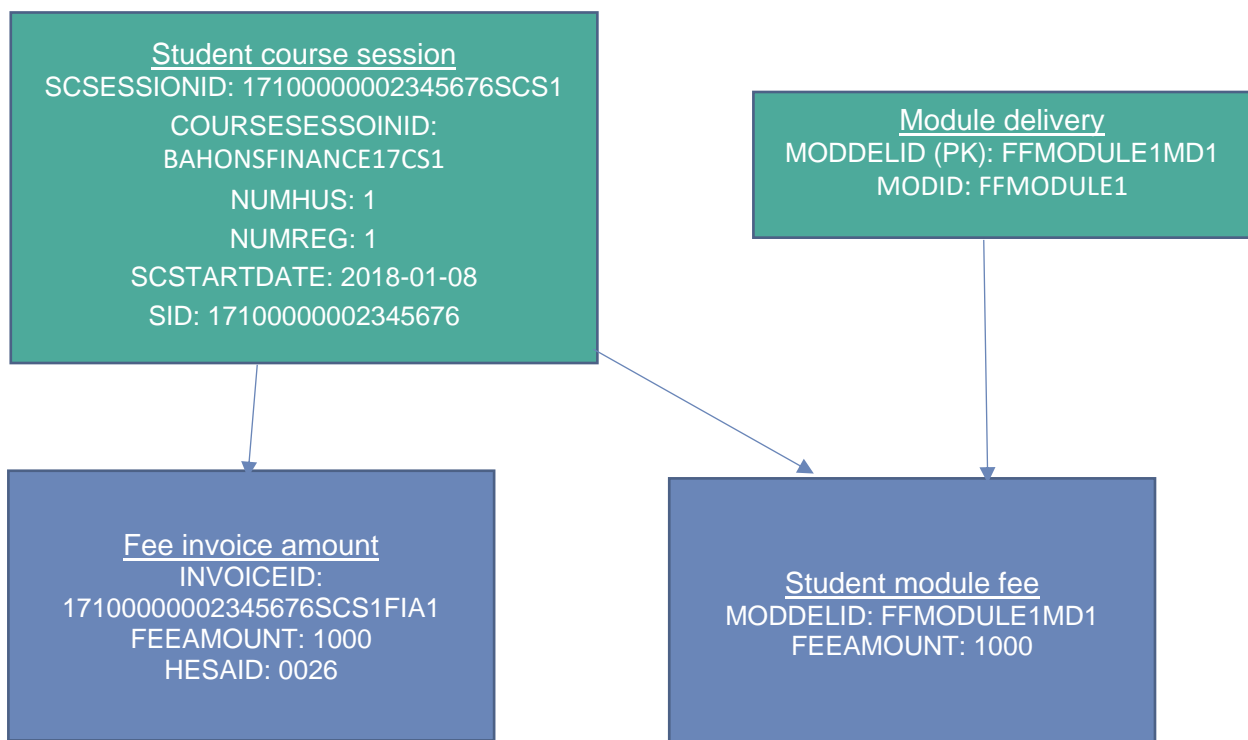 Student course session
SCSESSIONID: 17100000002345676SCS1
COURSESESSOINID:
BAHONSFINANCE17CS1
NUMHUS: 1
NUMREG: 1
SCSTARTDATE: 2018-01-08
SID: 17100000002345676
Module delivery
MODDELID (PK): FFMODULE1MD1
MODID: FFMODULE1
Fee invoice amount
INVOICEID:
17100000002345676SCS1FIA1
FEEAMOUNT: 1000
HESAID: 0026
Student module fee
MODDELID: FFMODULE1MD1
FEEAMOUNT: 1000